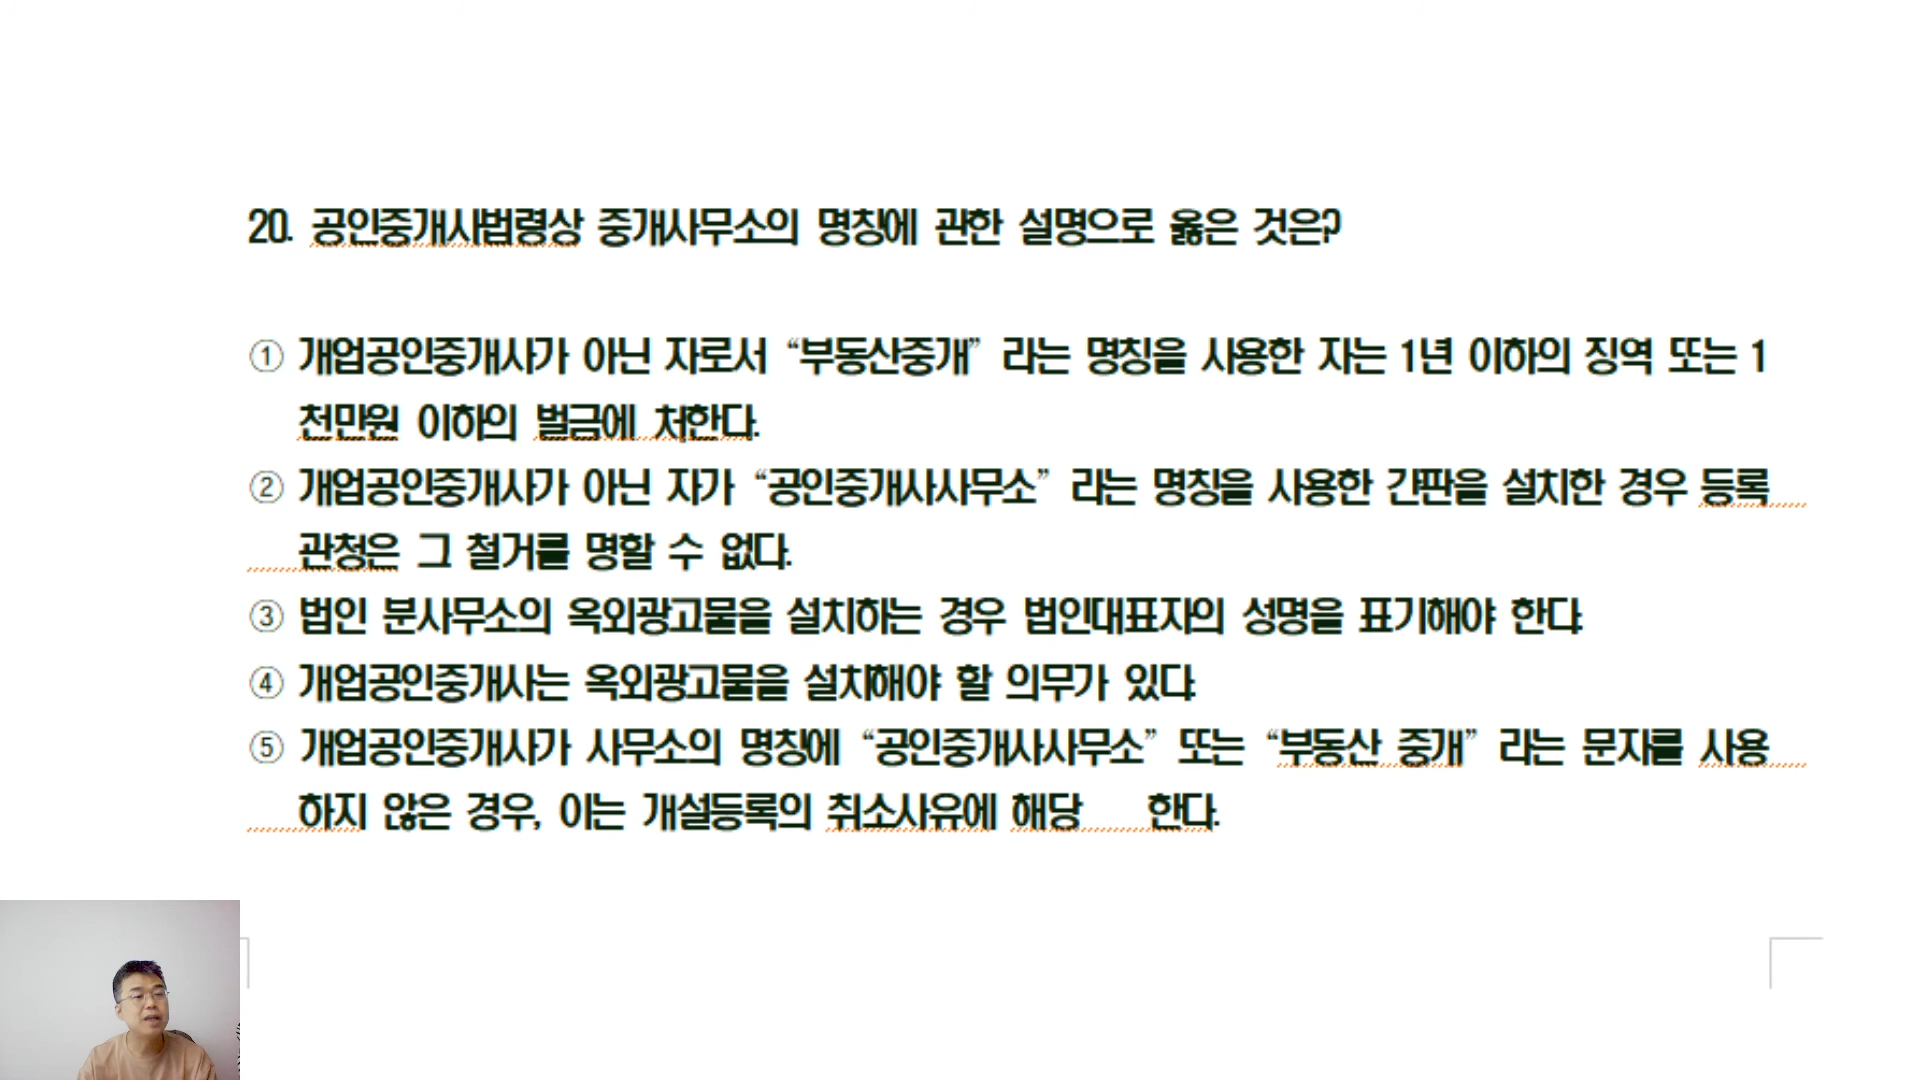 20. 공인중개사법령상 중개사무소의 명칭에 관한 설명으로 옳은 것은?
① 개업공인중개사가 아닌 자로서 “부동산중개” 라는 명칭을 사용한 자는 1년 이하의 징역 또는 1
천만원 이하의 벌금에 처한다.
② 개업공인중개사가 아닌 자가 “공인중개사사무소” 라는 명칭을 사용한 간판을 설치한 경우 등록
관청은 그 철거를 명할 수 없다.
③ 법인 분사무소의 옥외광고물을 설치하는 경우 법인대표자의 성명을 표기해야 한다.
④ 개업공인중개사는 옥외광고물을 설치해야 할 의무가 있다.
⑤ 개업공인중개사가 사무소의 명칭에 “공인중개사사무소” 또는 “부동산 중개” 라는 문자를 사용
하지 않은 경우, 이는 개설등록의 취소사유에 해당 한다.